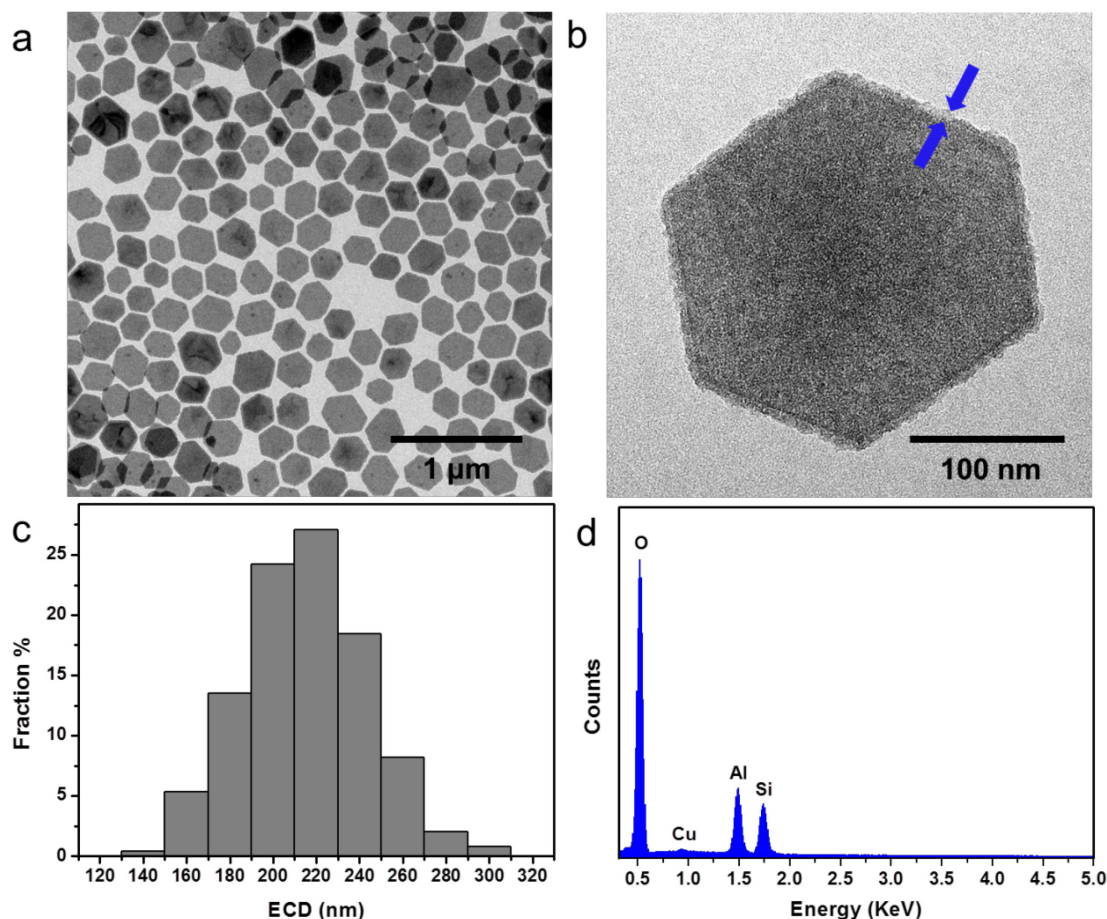 a
1 µm
b
100 nm
c
Fraction %
25
20
15
10
5
0
120 140 160 180 200 220 240 260 280 300 320
ECD (nm)
d
Counts
O
Cu
Al
Si
0.5 1.0 1.5 2.0 2.5 3.0 3.5 4.0 4.5 5.0
Energy (KeV)